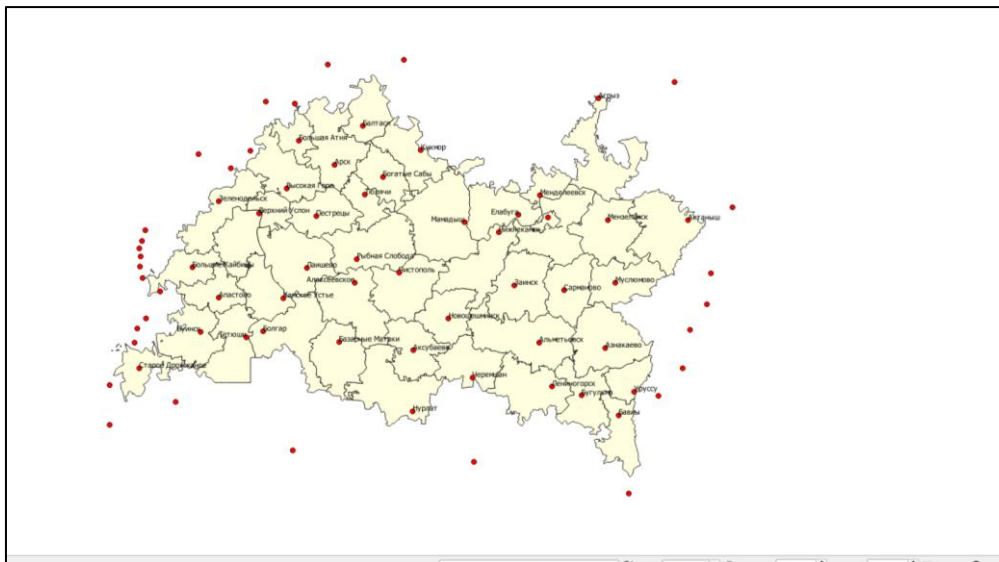 Агрыз
Балтаси
Большая Атня
Кукмор
Арск
Богатые Сабы
Высокая Гора
Тюлячи
Менделеевск
Зеленодольск
Верхний Услон
Пестрецы
Мамадыш
Елабуга
Мензелинск
Актаныш
Нижнекамск
Рыбная Слобода
Большие Кайбицы
Лаишево
Чистополь
Алексеевское
Заинск
Сарманово
Муслюмово
Апастово
Камское Устье
Новошешминск
Буинск
Тетюши
Болгар
Базарные Матаки
Аксубаево
Альметьевск
Азнакаево
Старое Дрожжаное
Черемшан
Лениногорск
Бугульма
Уруссу
Нурлат
Бавлы